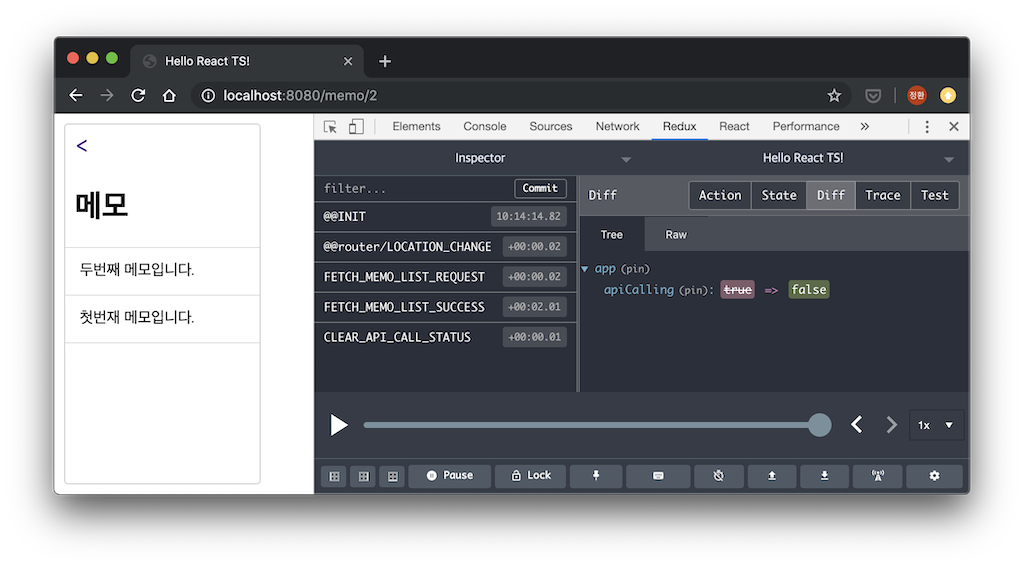 Hello React TS!
localhost:8080/memo/2
정환
<
메모
두번째 메모입니다.
첫번재 메모입니다.
Elements Console Sources Network Redux React Performance »
Inspector Hello React TS!
filter... Commit
@@INIT 10:14:14.82
@@router/LOCATION_CHANGE +00:00.02
FETCH_MEMO_LIST_REQUEST +00:00.02
FETCH_MEMO_LIST_SUCCESS +00:02.01
CLEAR_API_CALL_STATUS +00:00.01
Diff Action State Diff Trace Test
Tree Raw
app (pin)
apiCalling (pin): true => false
1x
Pause Lock